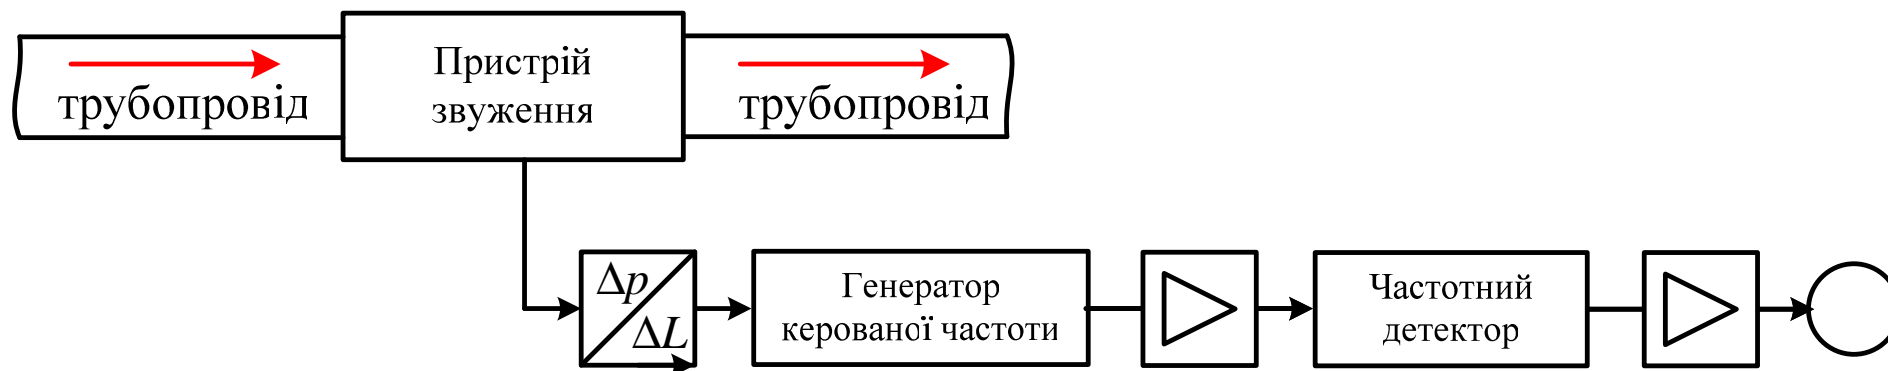 Пристрій
звуження
трубопровід
трубопровід
Δp
ΔL
Генератор
керованої частоти
Частотний
детектор